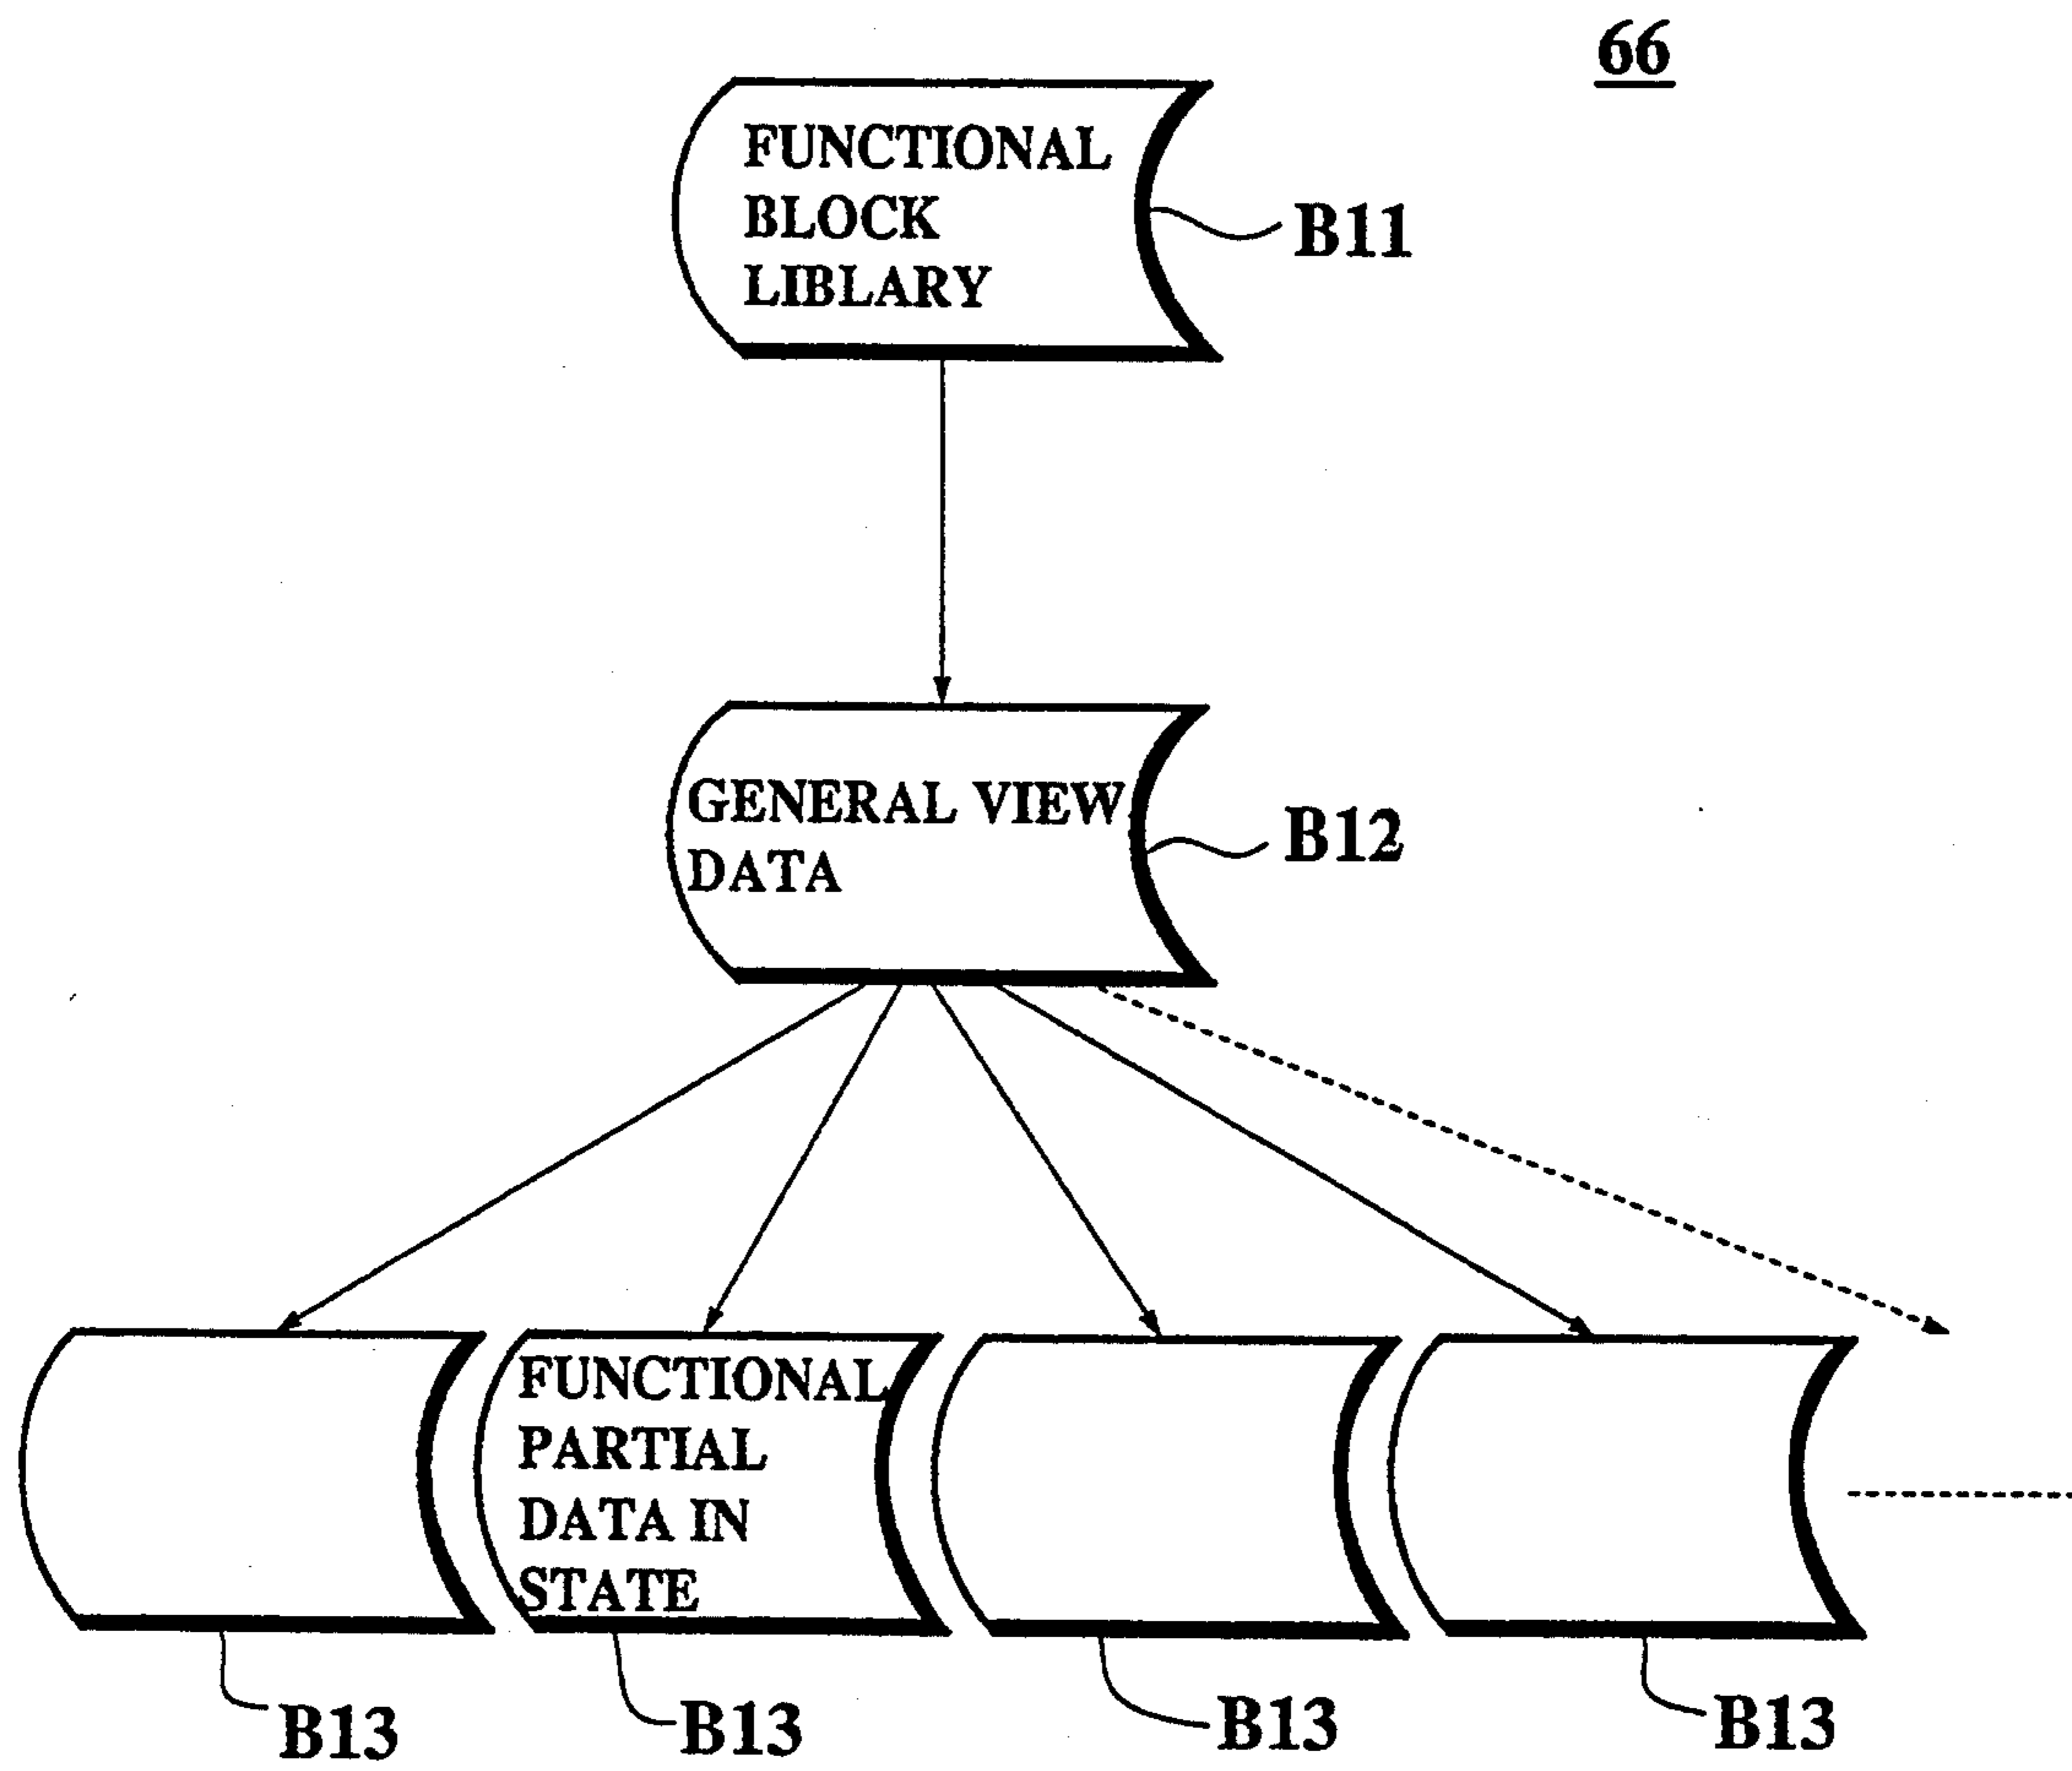 66
FUNCTIONAL
BLOCK
LIBLARY
B11
GENERAL VIEW
DATA
B12
FUNCTIONAL
PARTIAL
DATA IN
STATE
B13
B13
B13
B13